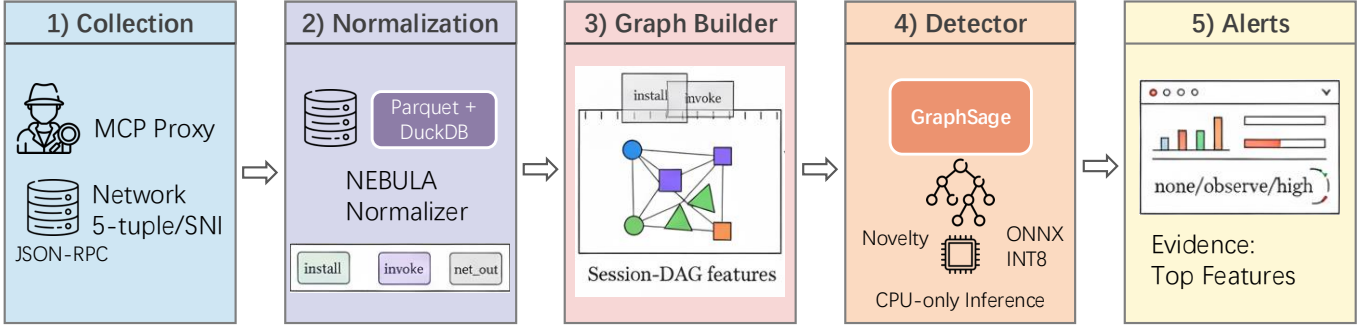 1) Collection
MCP Proxy
Network
5-tuple/SNI
JSON-RPC
2) Normalization
Parquet +
DuckDB
NEBULA
Normalizer
install
invoke
net_out
3) Graph Builder
install
invoke
Session-DAG features
4) Detector
GraphSage
Novelty
ONNX
INT8
CPU-only Inference
5) Alerts
none/observe/high
Evidence:
Top Features